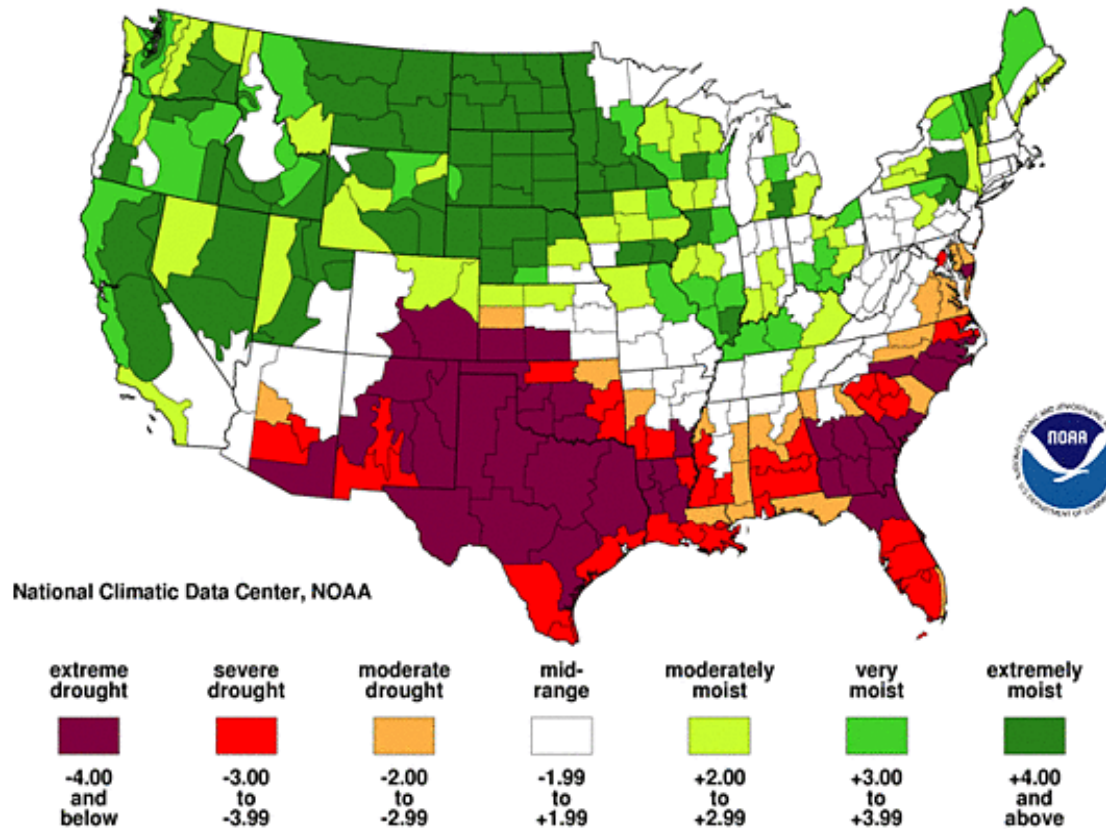 NOAA
National Climatic Data Center, NOAA
extreme drought
severe drought
moderate drought
mid-range
moderately moist
very moist
extremely moist
-4.00 and below
-3.00 to -3.99
-2.00 to -2.99
-1.99 to +1.99
+2.00 to +2.99
+3.00 to +3.99
+4.00 and above